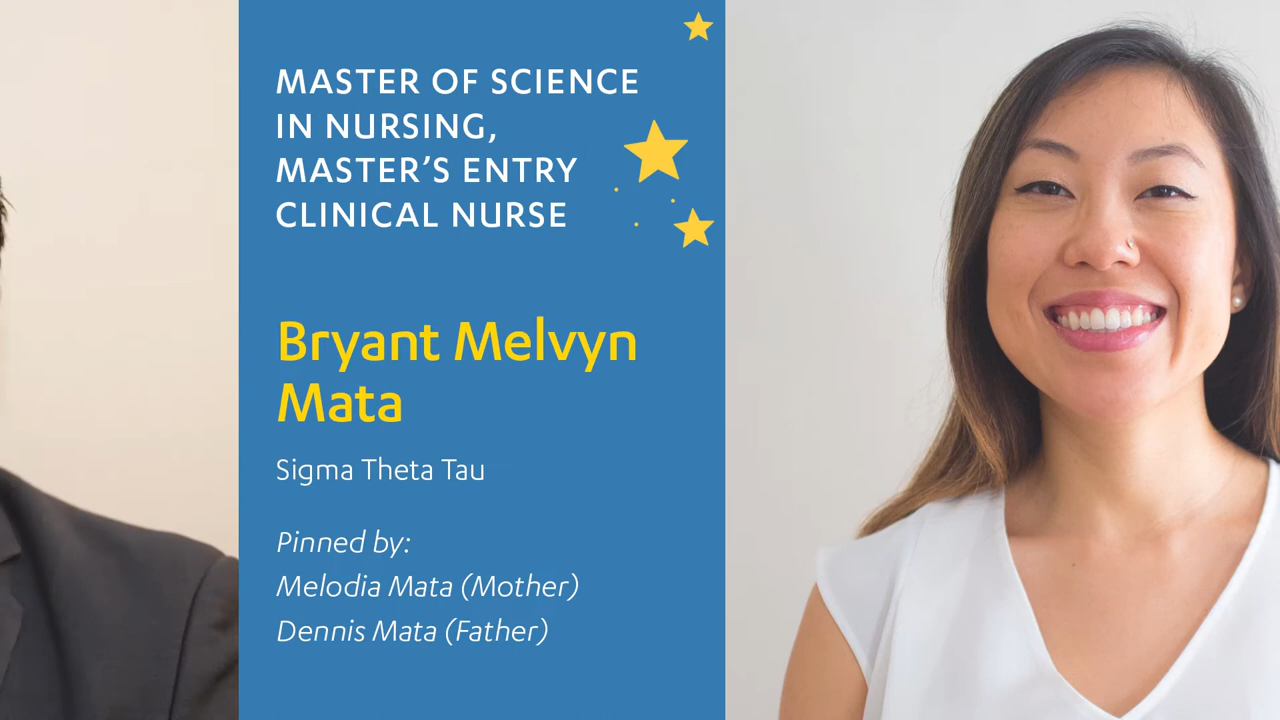 MASTER OF SCIENCE
IN NURSING,
MASTER’S ENTRY
CLINICAL NURSE
Bryant Melvyn
Mata
Sigma Theta Tau
Pinned by:
Melodia Mata (Mother)
Dennis Mata (Father)